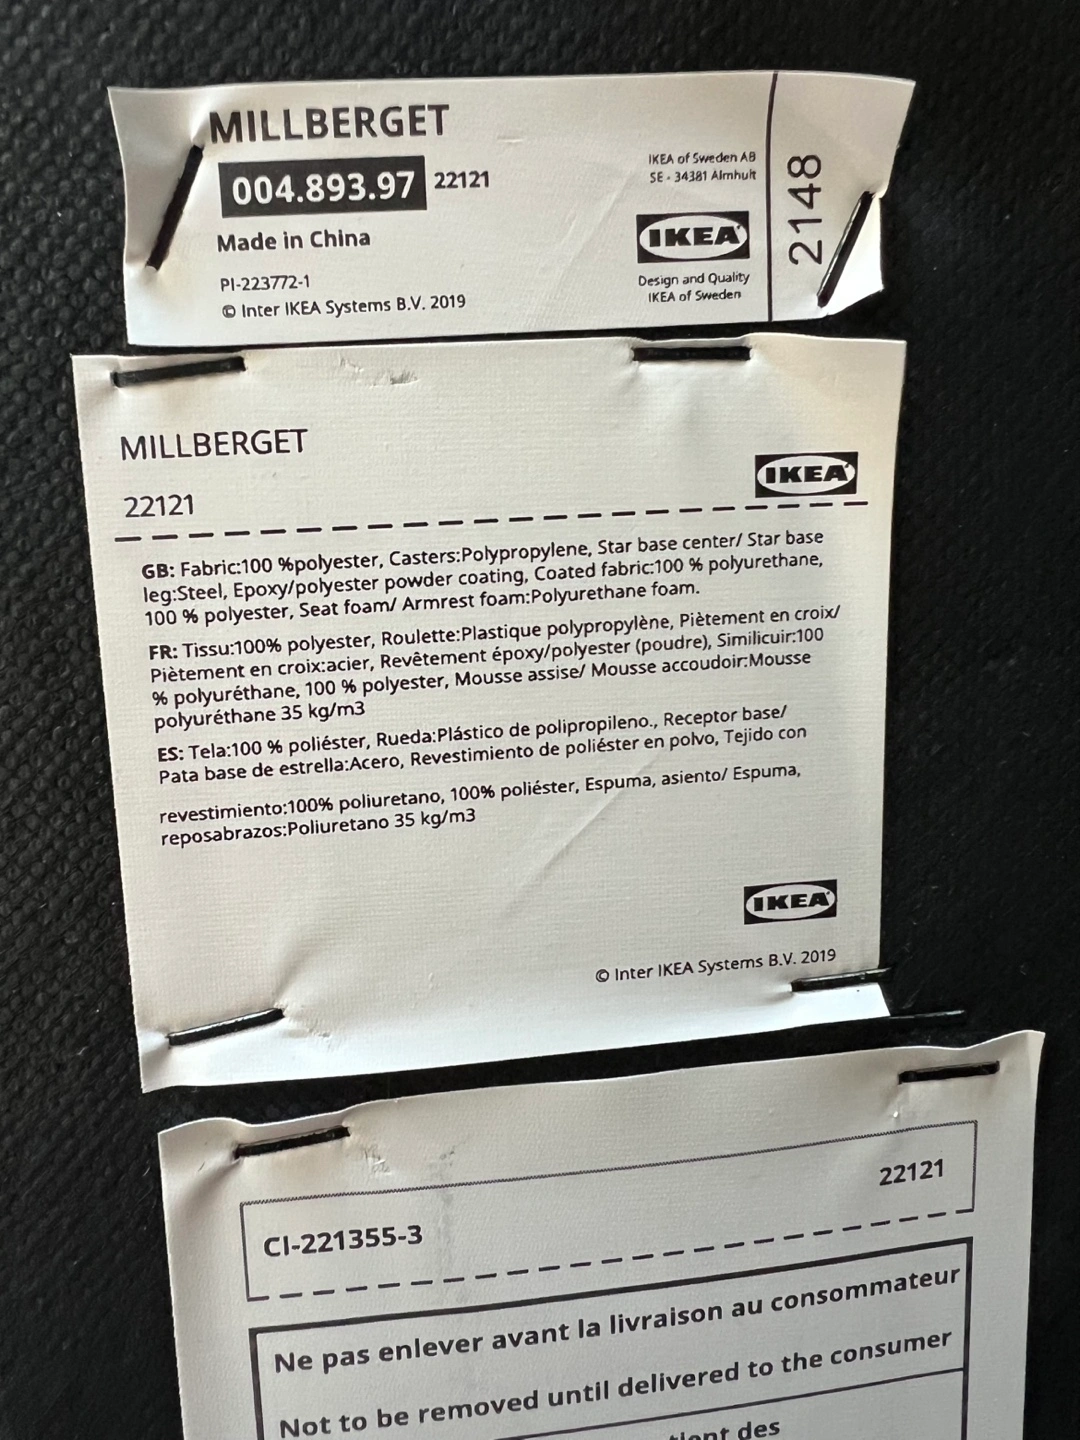 MILLBERGET
004.893.97 22121
Made in China
PI-223772-1
© Inter IKEA Systems B.V. 2019
IKEA of Sweden AB
SE - 34381 Älmhult
IKEA
Design and Quality
IKEA of Sweden
2148
MILLBERGET
22121
IKEA
GB: Fabric:100 %polyester, Casters:Polypropylene, Star base center/ Star base
leg:Steel, Epoxy/polyester powder coating, Coated fabric:100 % polyurethane,
100 % polyester, Seat foam/ Armrest foam:Polyurethane foam.
FR: Tissu:100% polyester, Roulette:Plastique polypropylène, Piètement en croix/
Piètement en croix:acier, Revêtement époxy/polyester (poudre), Similicuir:100
% polyuréthane, 100 % polyester, Mousse assise/ Mousse accoudoir:Mousse
polyuréthane 35 kg/m3
ES: Tela:100 % poliéster, Rueda:Plástico de polipropileno., Receptor base/
Pata base de estrella:Acero, Revestimiento de poliéster en polvo, Tejido con
revestimiento:100% poliuretano, 100% poliéster, Espuma, asiento/ Espuma,
reposabrazos:Poliuretano 35 kg/m3
IKEA
© Inter IKEA Systems B.V. 2019
22121
CI-221355-3
Ne pas enlever avant la livraison au consommateur
Not to be removed until delivered to the consumer
des